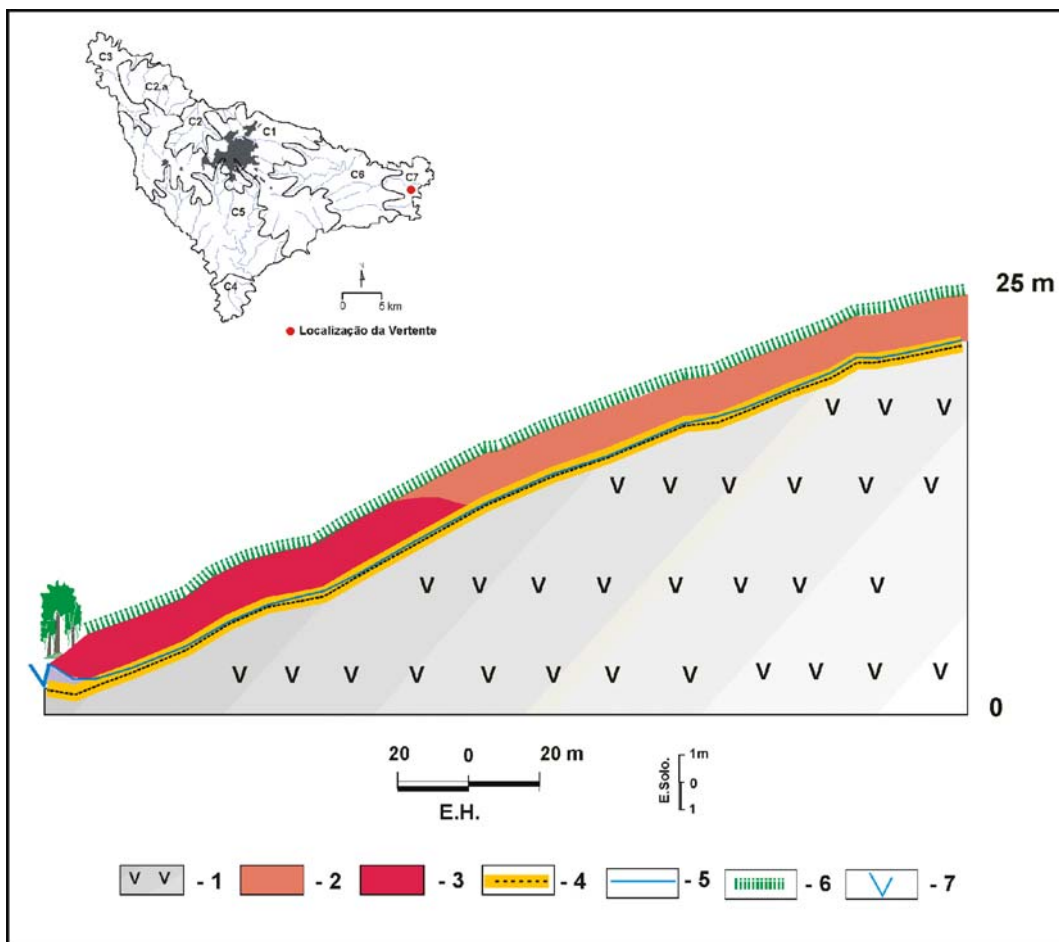 C3
C2.a
C2
C1
C6
C7
C5
C4
N
0 5 km
Localização da Vertente
25 m
V V V
V V V V V V
V V V V V V V V
V V V V V V V V V V V V
0
20 0 20 m
E.H.
E.Solo.
1m
0
1
V V - 1 - 2 - 3 - 4 - 5 - 6 - 7